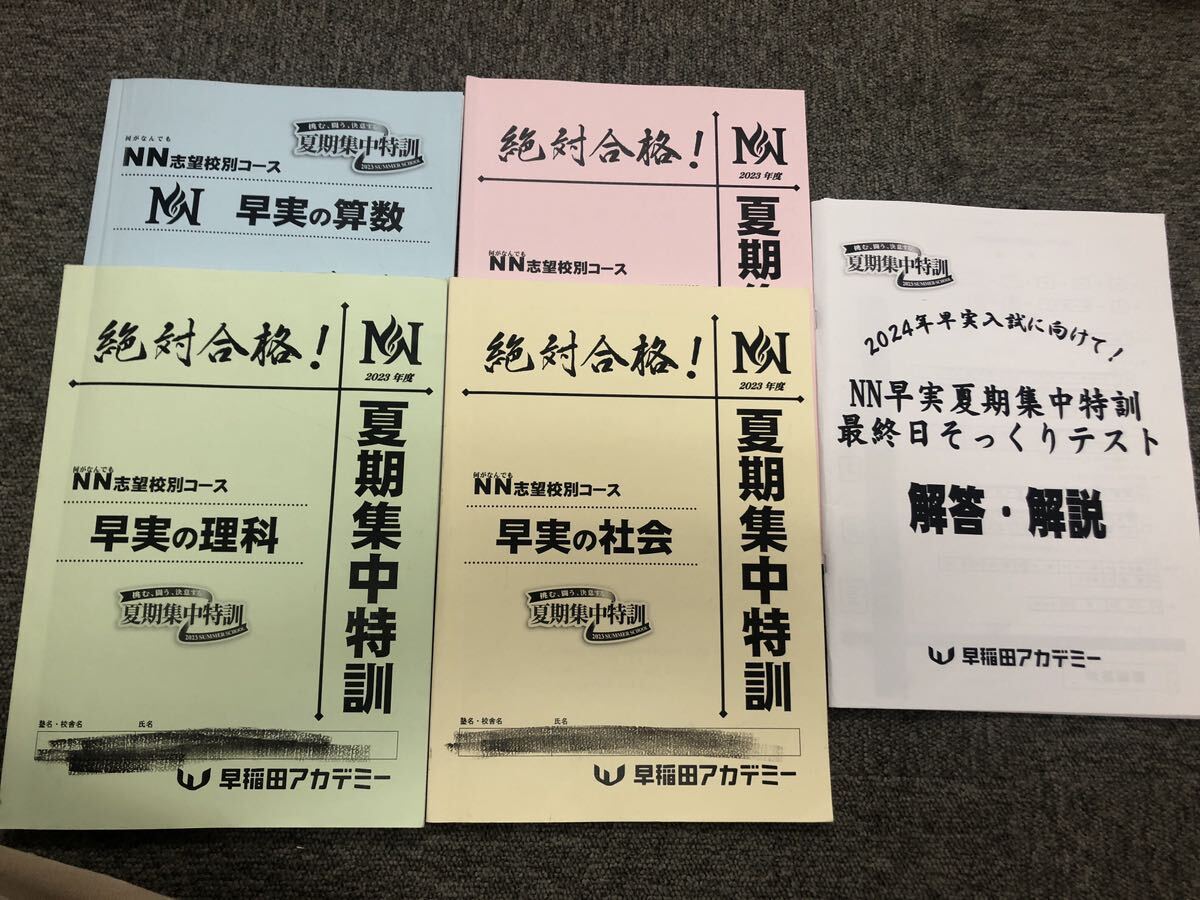 何がなんでも
NN志望校別コース
挑む、闘う、決意する
夏期集中特訓
2023 SUMMER SCHOOL
早実の算数
絶対合格！
2023年度
夏期集
何がなんでも
NN志望校別コース
絶対合格！
2023年度
夏期集中特訓
何がなんでも
NN志望校別コース
早実の理科
挑む、闘う、決意する
夏期集中特訓
2023 SUMMER SCHOOL
塾名・校舎名
氏名
早稲田アカデミー
絶対合格！
2023年度
夏期集中特訓
何がなんでも
NN志望校別コース
早実の社会
挑む、闘う、決意する
夏期集中特訓
2023 SUMMER SCHOOL
塾名・校舎名
氏名
早稲田アカデミー
挑む、闘う、決意する
夏期集中特訓
2023 SUMMER SCHOOL
2024年早実入試に向けて！
NN早実夏期集中特訓
最終日そっくりテスト
解答・解説
早稲田アカデミー